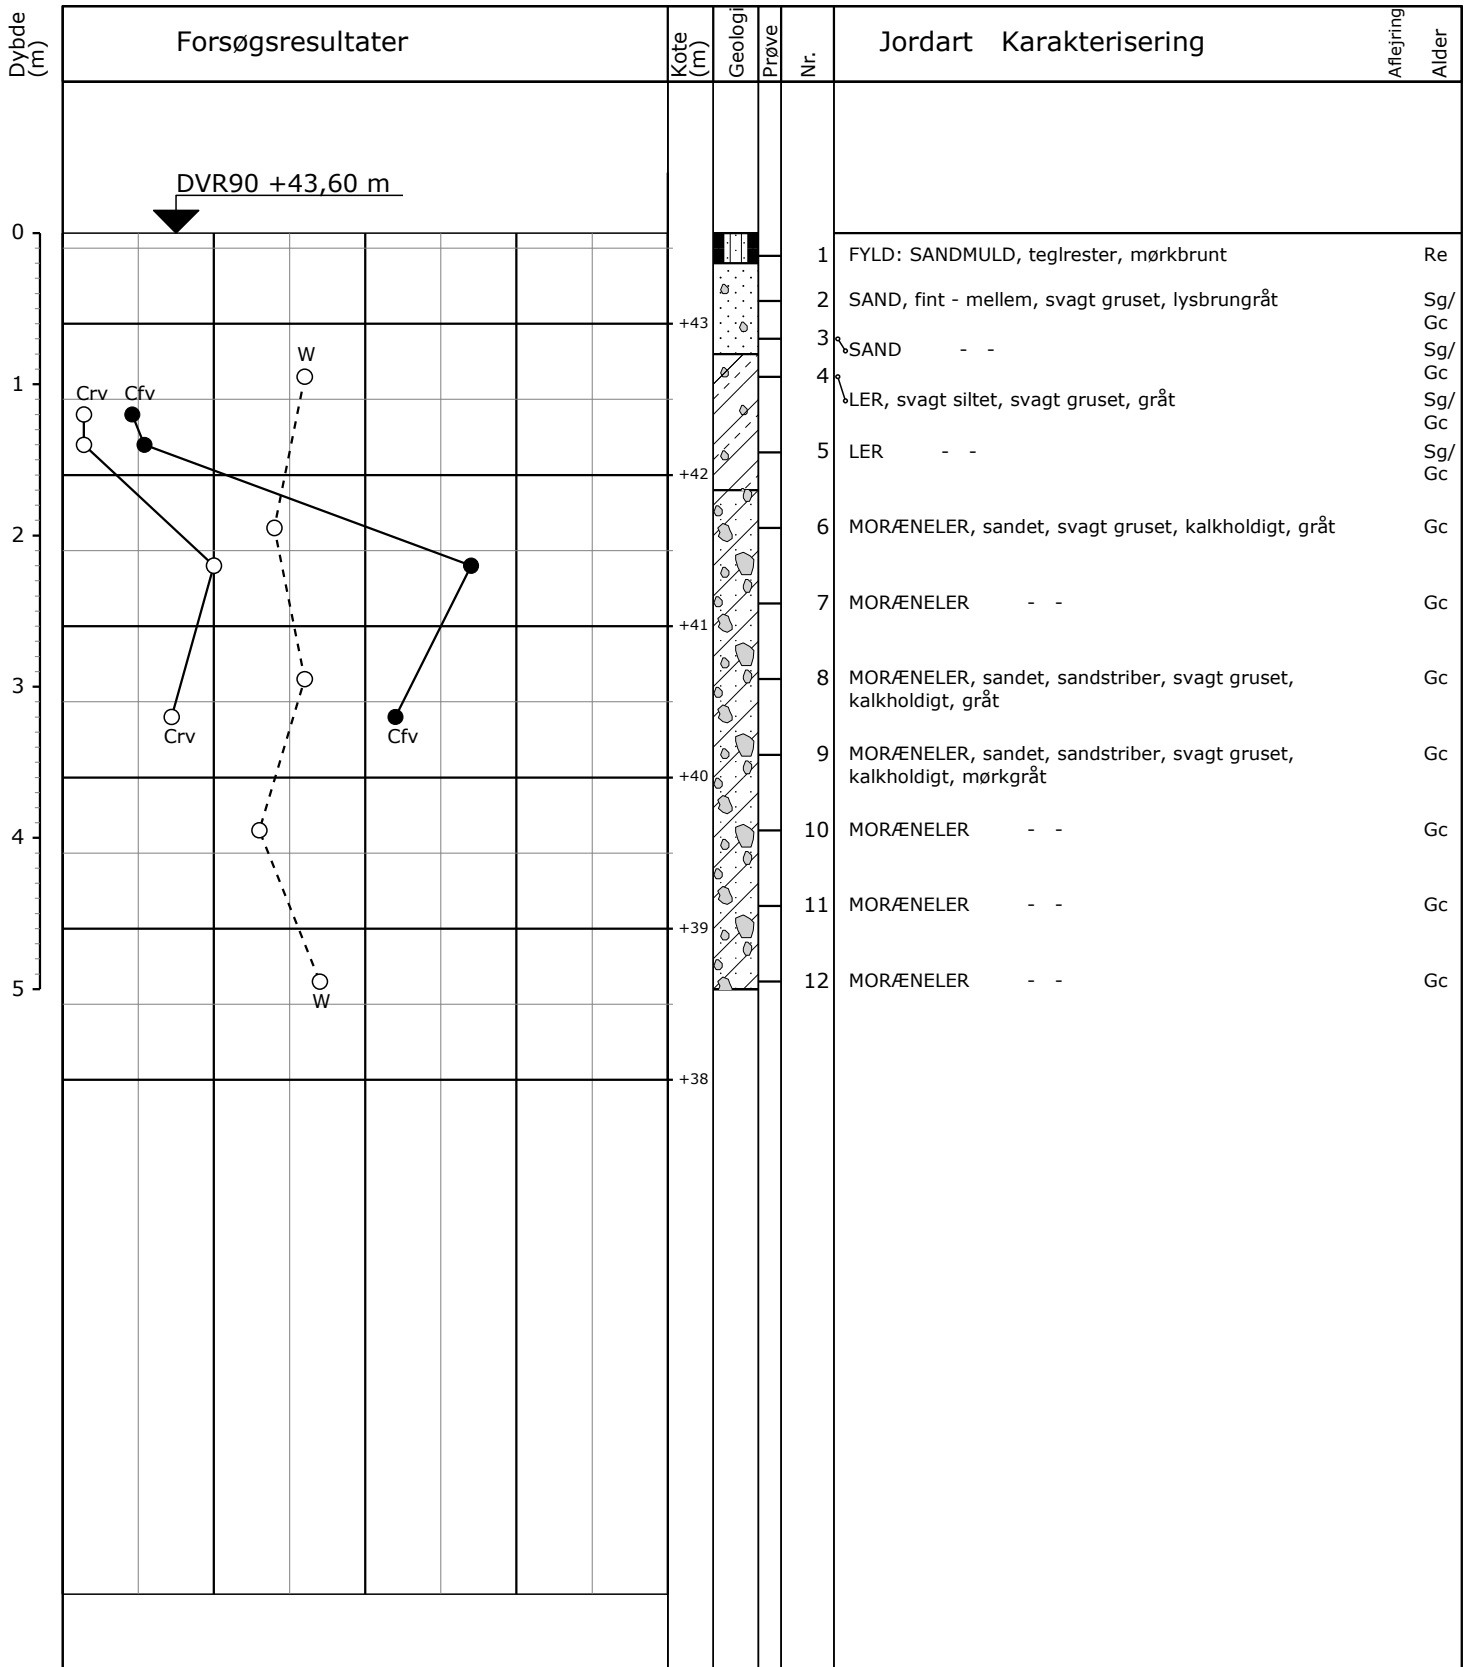 Dybde
(m)
Forsøgsresultater
Kote
(m)
Geologi
Prøve
Nr.
Jordart Karakterisering
Aflejring
Alder
DVR90 +43,60 m
0
1 FYLD: SANDMULD, teglrester, mørkbrunt Re
2 SAND, fint - mellem, svagt gruset, lysbrungråt Sg/
Gc
+43
3 SAND - - Sg/
Gc
W
1
4 LER, svagt siltet, svagt gruset, gråt Sg/
Gc
Crv Cfv
5 LER - - Sg/
Gc
+42
2
6 MORÆNELER, sandet, svagt gruset, kalkholdigt, gråt Gc
7 MORÆNELER - - Gc
+41
3
8 MORÆNELER, sandet, sandstriber, svagt gruset,
kalkholdigt, gråt
Gc
Crv Cfv
9 MORÆNELER, sandet, sandstriber, svagt gruset,
kalkholdigt, mørkgråt
Gc
+40
4
10 MORÆNELER - - Gc
11 MORÆNELER - - Gc
+39
5
12 MORÆNELER - - Gc
W
+38